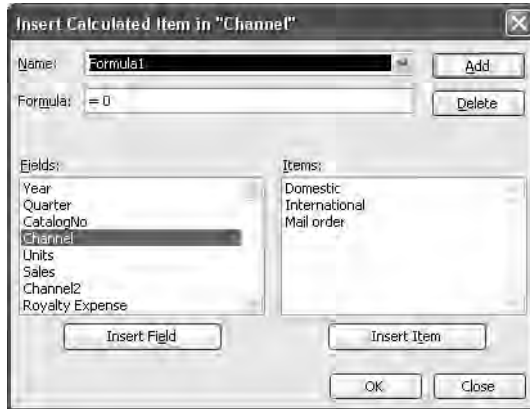 Insert Calculated Item in "Channel"
Name: Formula1 Add
Formula: = 0 Delete
Fields: Items:
Year Domestic
Quarter International
CatalogNo Mail order
Channel
Units
Sales
Channel2
Royalty Expense
Insert Field Insert Item
OK Close